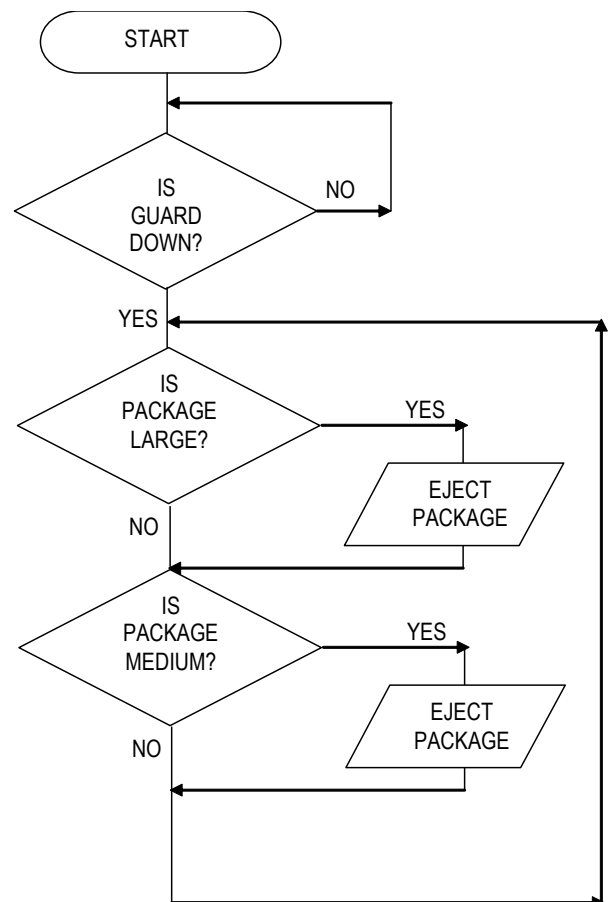 START
IS
GUARD
DOWN?
NO
YES
IS
PACKAGE
LARGE?
YES
EJECT
PACKAGE
NO
IS
PACKAGE
MEDIUM?
YES
EJECT
PACKAGE
NO